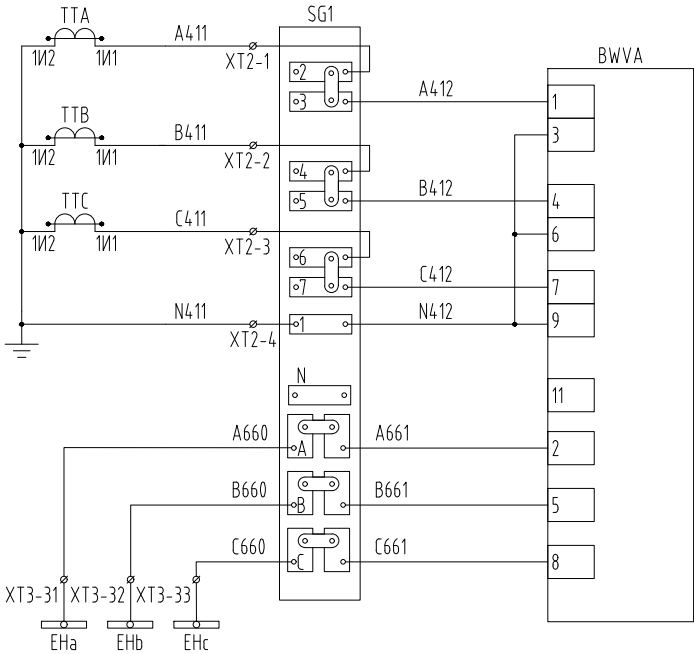 TTA
A411
SG1
1И2
1И1
XT2-1
BWVA
2
3
A412
1
TTB
B411
3
1И2
1И1
XT2-2
4
5
B412
4
TTC
C411
6
1И2
1И1
XT2-3
6
7
C412
7
N411
XT2-4
1
N412
9
N
11
A660
A
A661
2
B660
B
B661
5
C660
C
C661
8
XT3-31
XT3-32
XT3-33
EHa
EHb
EHc